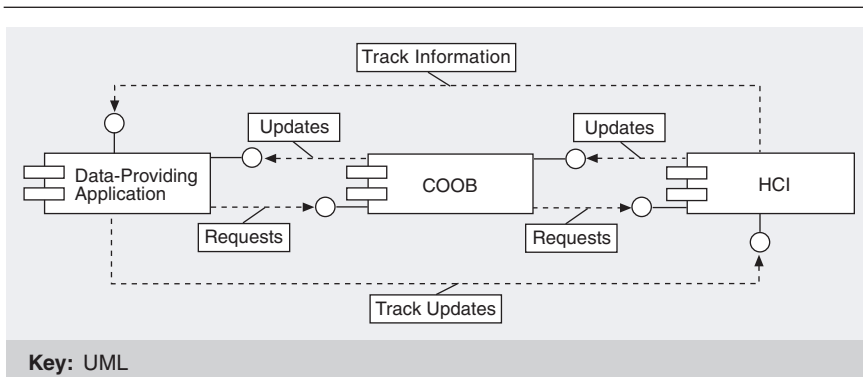 Track Information
Updates
Updates
Data-Providing
Application
COOB
HCI
Requests
Requests
Track Updates
Key: UML